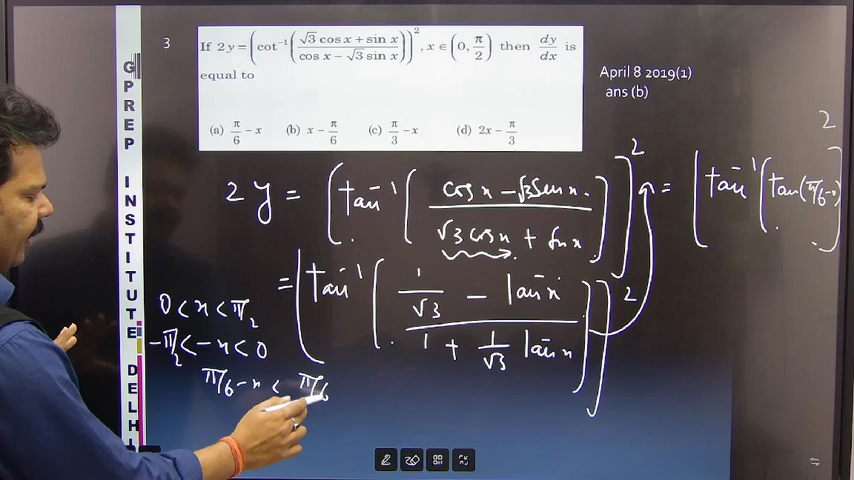 3
If 2y = (cot⁻¹((√3 cos x + sin x)/(cos x − √3 sin x)))², x ∈ (0, π/2) then dy/dx is
equal to
(a) π/6 − x (b) x − π/6 (c) π/3 − x (d) 2x − π/3
April 8 2019(1)
ans (b)
GPREP INSTITUTE DELHI
2y = (tan⁻¹((cos x − √3 sin x)/(√3 cos x + sin x)))² = [tan⁻¹(tan(π/6−x))]²
= (tan⁻¹((1/√3 − tan x)/(1 + 1/√3 tan x)))²
0 < x < π/2
−π/2 < −x < 0
π/6 − x < π/6